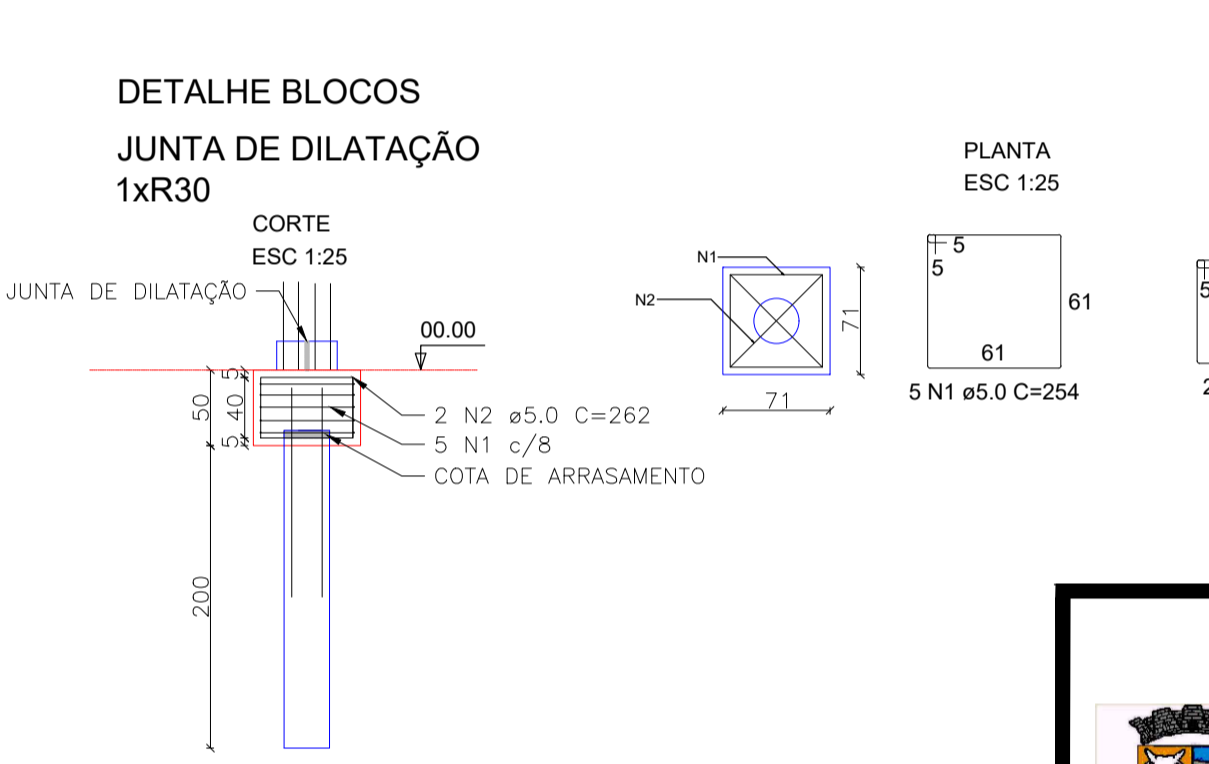 DETALHE BLOCOS
JUNTA DE DILATAÇÃO
1xR30
CORTE
ESC 1:25
JUNTA DE DILATAÇÃO
00.00
5
50
40
5
2 N2 ø5.0 C=262
5 N1 c/8
COTA DE ARRASAMENTO
200
PLANTA
ESC 1:25
N1
N2
71
71
5
5
61
61
5 N1 ø5.0 C=254
5
2